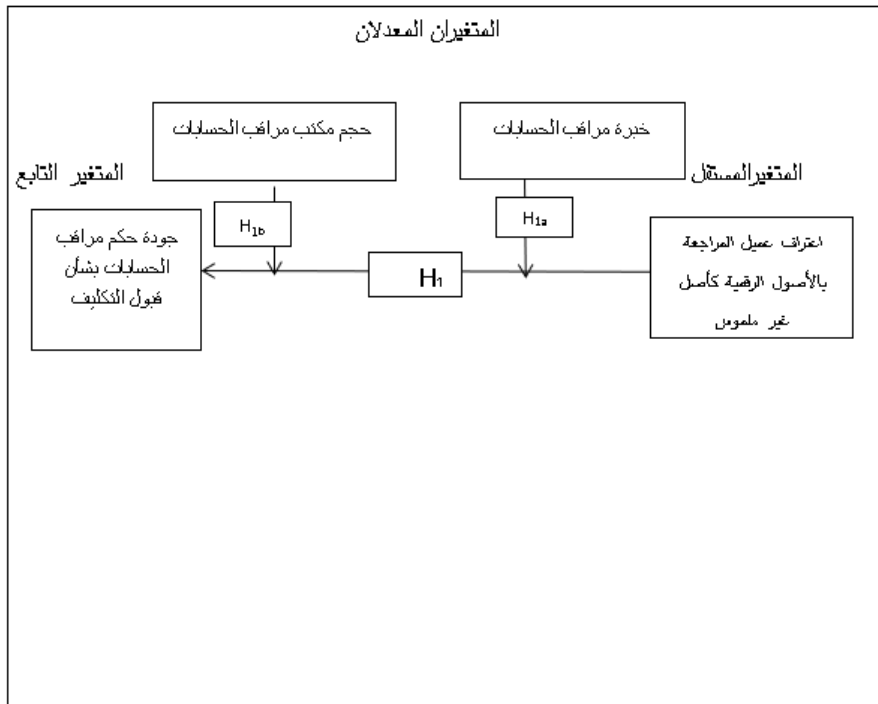 المتغيران المعدلان
خبرة مراقب الحسابات
حجم مكتب مراقب الحسابات
المتغير المستقل
المتغير التابع
H1a
H1b
اعتراف عميل المراجعة
بالأصول الرقمية كأصل
غير ملموس
H1
جودة حكم مراقب
الحسابات بشأن
قبول التكليف